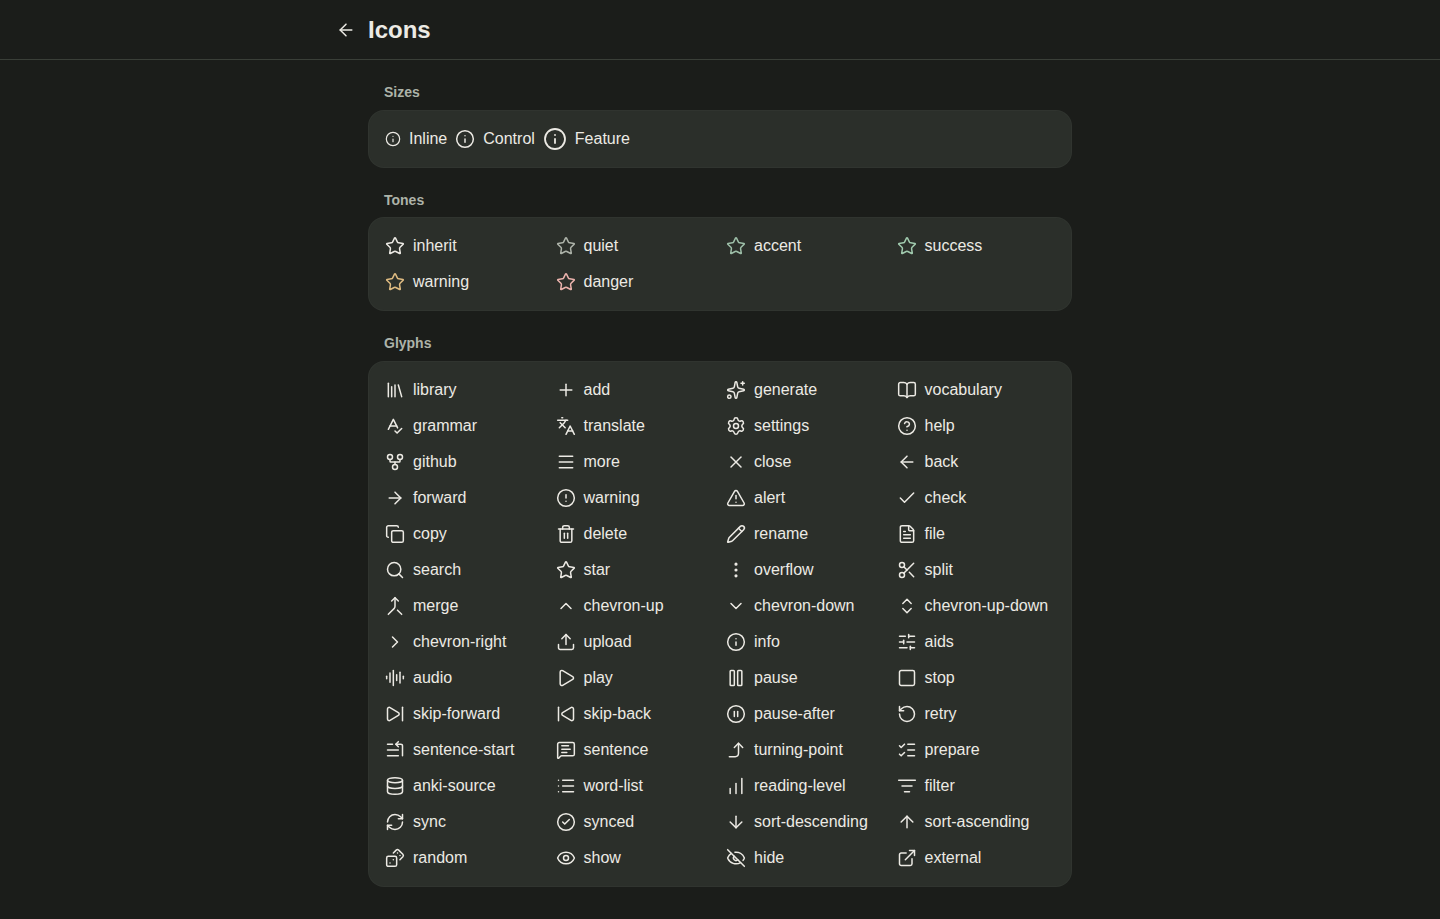 Icons
Sizes
Inline Control Feature
Tones
inherit quiet accent success
warning danger
Glyphs
library add generate vocabulary
grammar translate settings help
github more close back
forward warning alert check
copy delete rename file
search star overflow split
merge chevron-up chevron-down chevron-up-down
chevron-right upload info aids
audio play pause stop
skip-forward skip-back pause-after retry
sentence-start sentence turning-point prepare
anki-source word-list reading-level filter
sync synced sort-descending sort-ascending
random show hide external